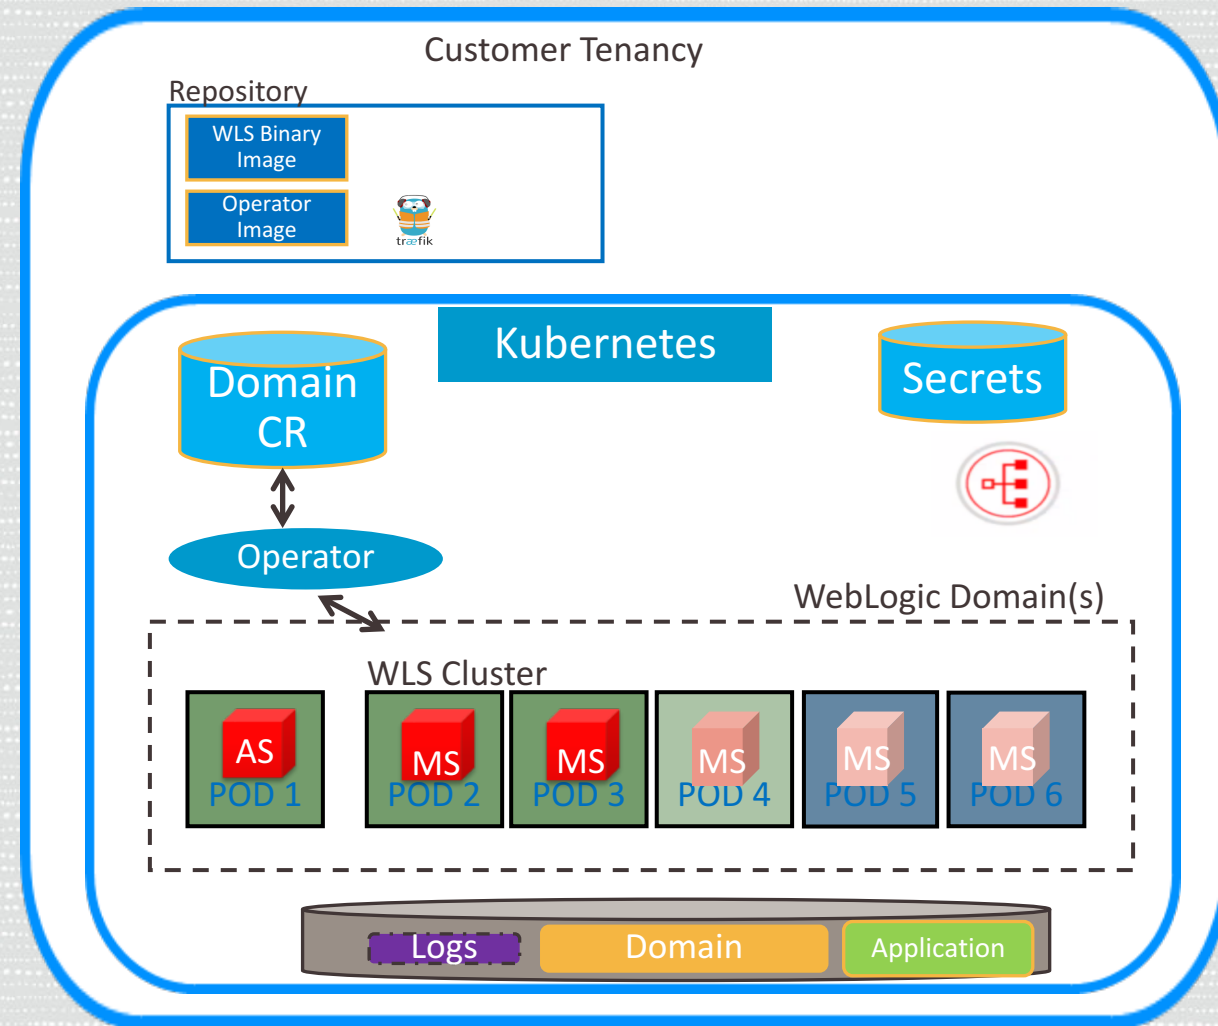 Customer Tenancy
Repository
WLS Binary
Image
Operator
Image
træfik
Kubernetes
Domain
CR
Secrets
Operator
WebLogic Domain(s)
WLS Cluster
AS
POD 1
MS
POD 2
MS
POD 3
MS
POD 4
MS
POD 5
MS
POD 6
Logs
Domain
Application